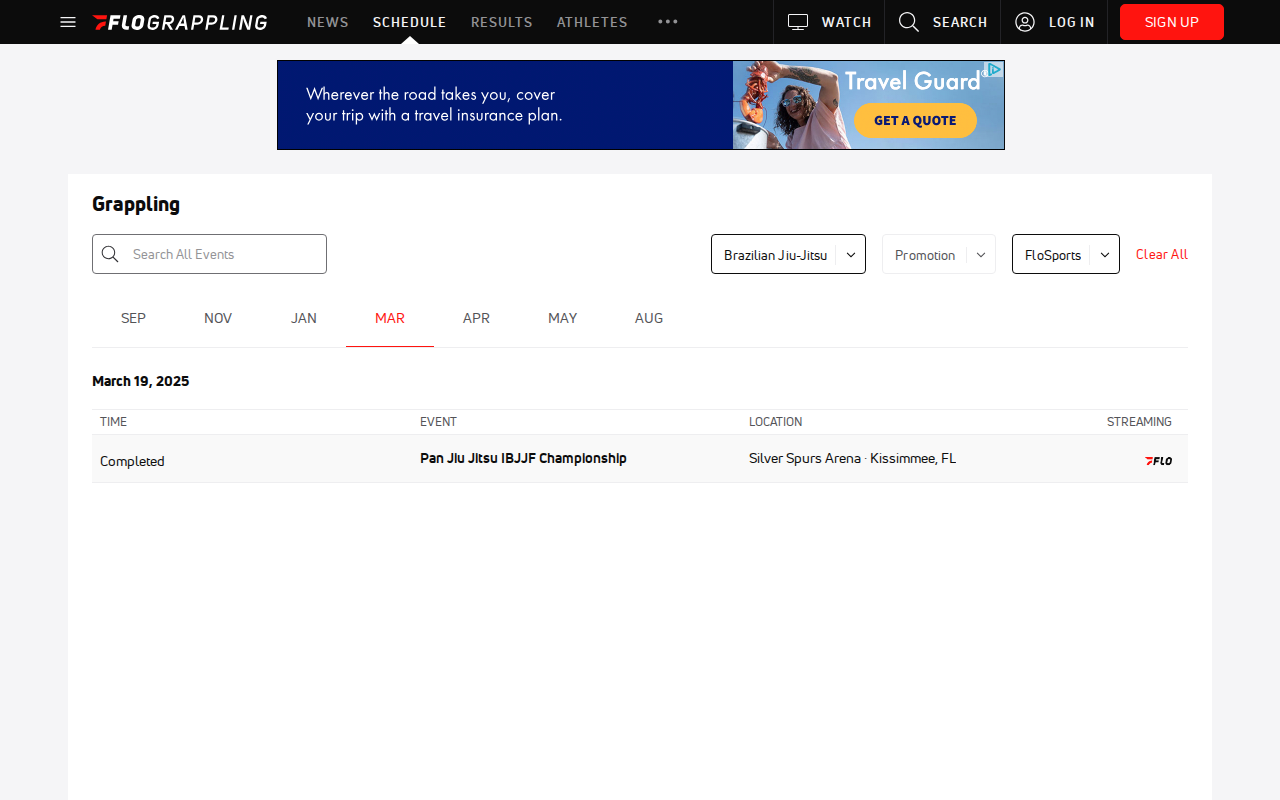 FLOGRAPPLING NEWS SCHEDULE RESULTS ATHLETES WATCH SEARCH LOG IN SIGN UP
Wherever the road takes you, cover
your trip with a travel insurance plan.
Travel Guard®
GET A QUOTE
Grappling
Search All Events Brazilian Jiu-Jitsu Promotion FloSports Clear All
SEP NOV JAN MAR APR MAY AUG
March 19, 2025
TIME EVENT LOCATION STREAMING
Completed Pan Jiu Jitsu IBJJF Championship Silver Spurs Arena · Kissimmee, FL FLO